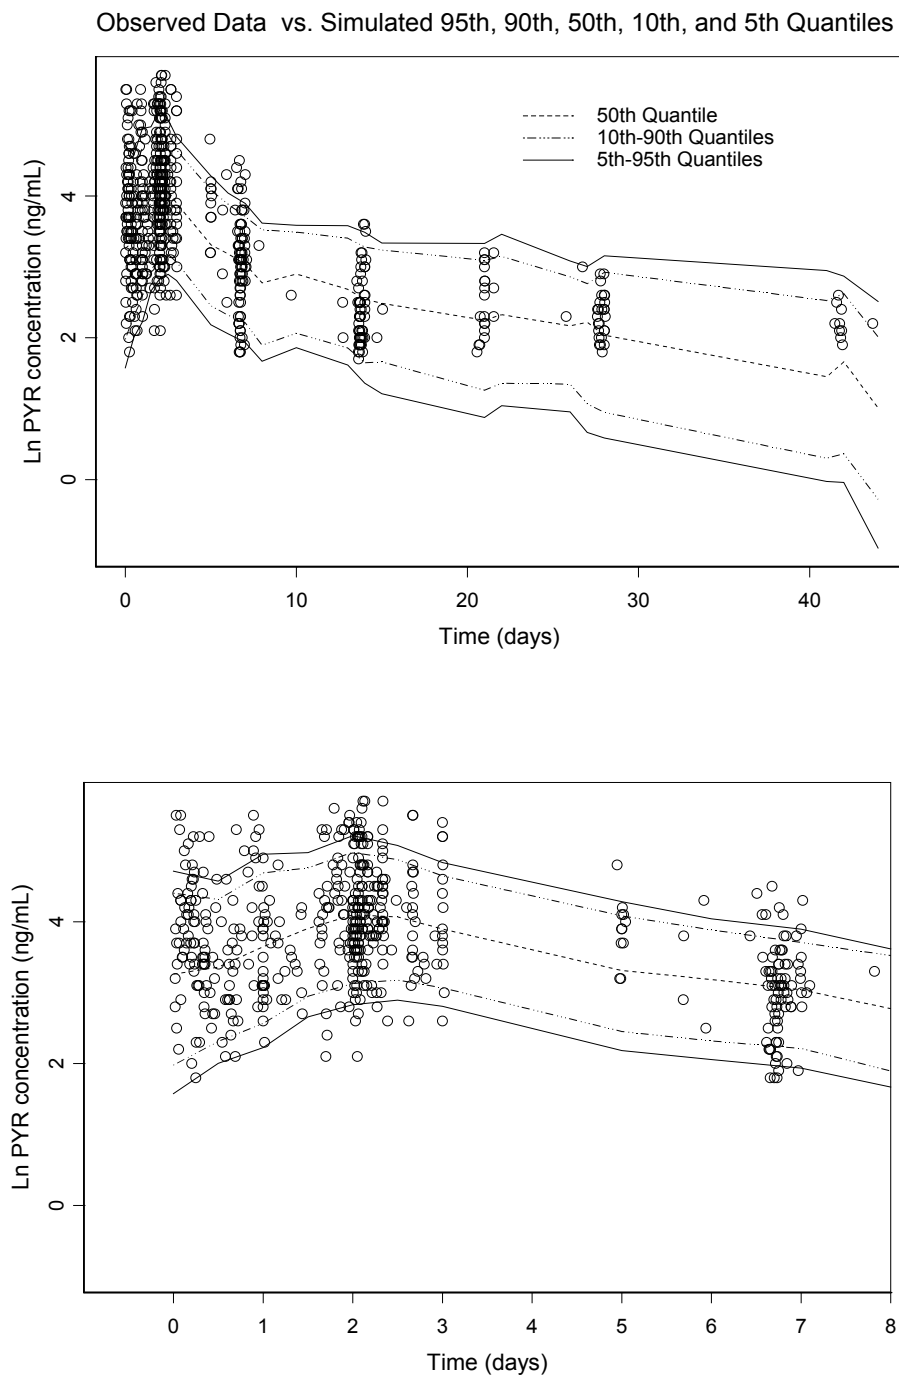 Observed Data vs. Simulated 95th, 90th, 50th, 10th, and 5th Quantiles
50th Quantile
10th-90th Quantiles
5th-95th Quantiles
Ln PYR concentration (ng/mL)
4
2
0
0 10 20 30 40
Time (days)
Ln PYR concentration (ng/mL)
4
2
0
0 1 2 3 4 5 6 7 8
Time (days)